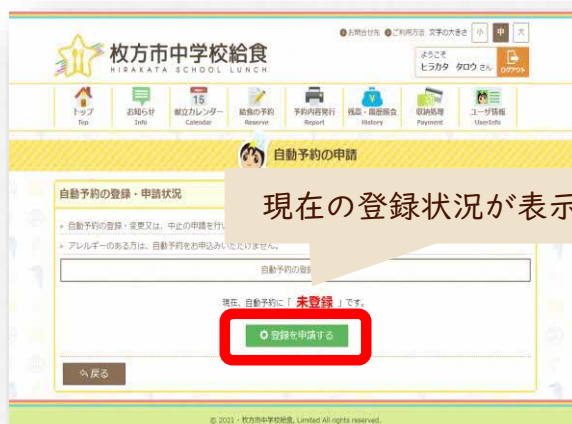 お問合せ先 ご利用方法 文字の大きさ 小 中 大
枚方市中学校給食
HIRAKATA SCHOOL LUNCH
ようこそ
ヒラカタ タロウ さん
ログアウト
トップ お知らせ 15 献立カレンダー 給食の予約 予約内容発行 残高・履歴照会 収納処理 ユーザ情報
Top Info Calendar Reserve Report History Payment UserInfo
自動予約の申請
自動予約の登録・申請状況
現在の登録状況が表示
自動予約の登録・変更又は、中止の申請を行い
アレルギーのある方は、自動予約をお申込みいただけません。
自動予約の登録
現在、自動予約に「 未登録 」です。
登録を申請する
戻る
© 2021 - 枚方市中学校給食, Limited All rights reserved.